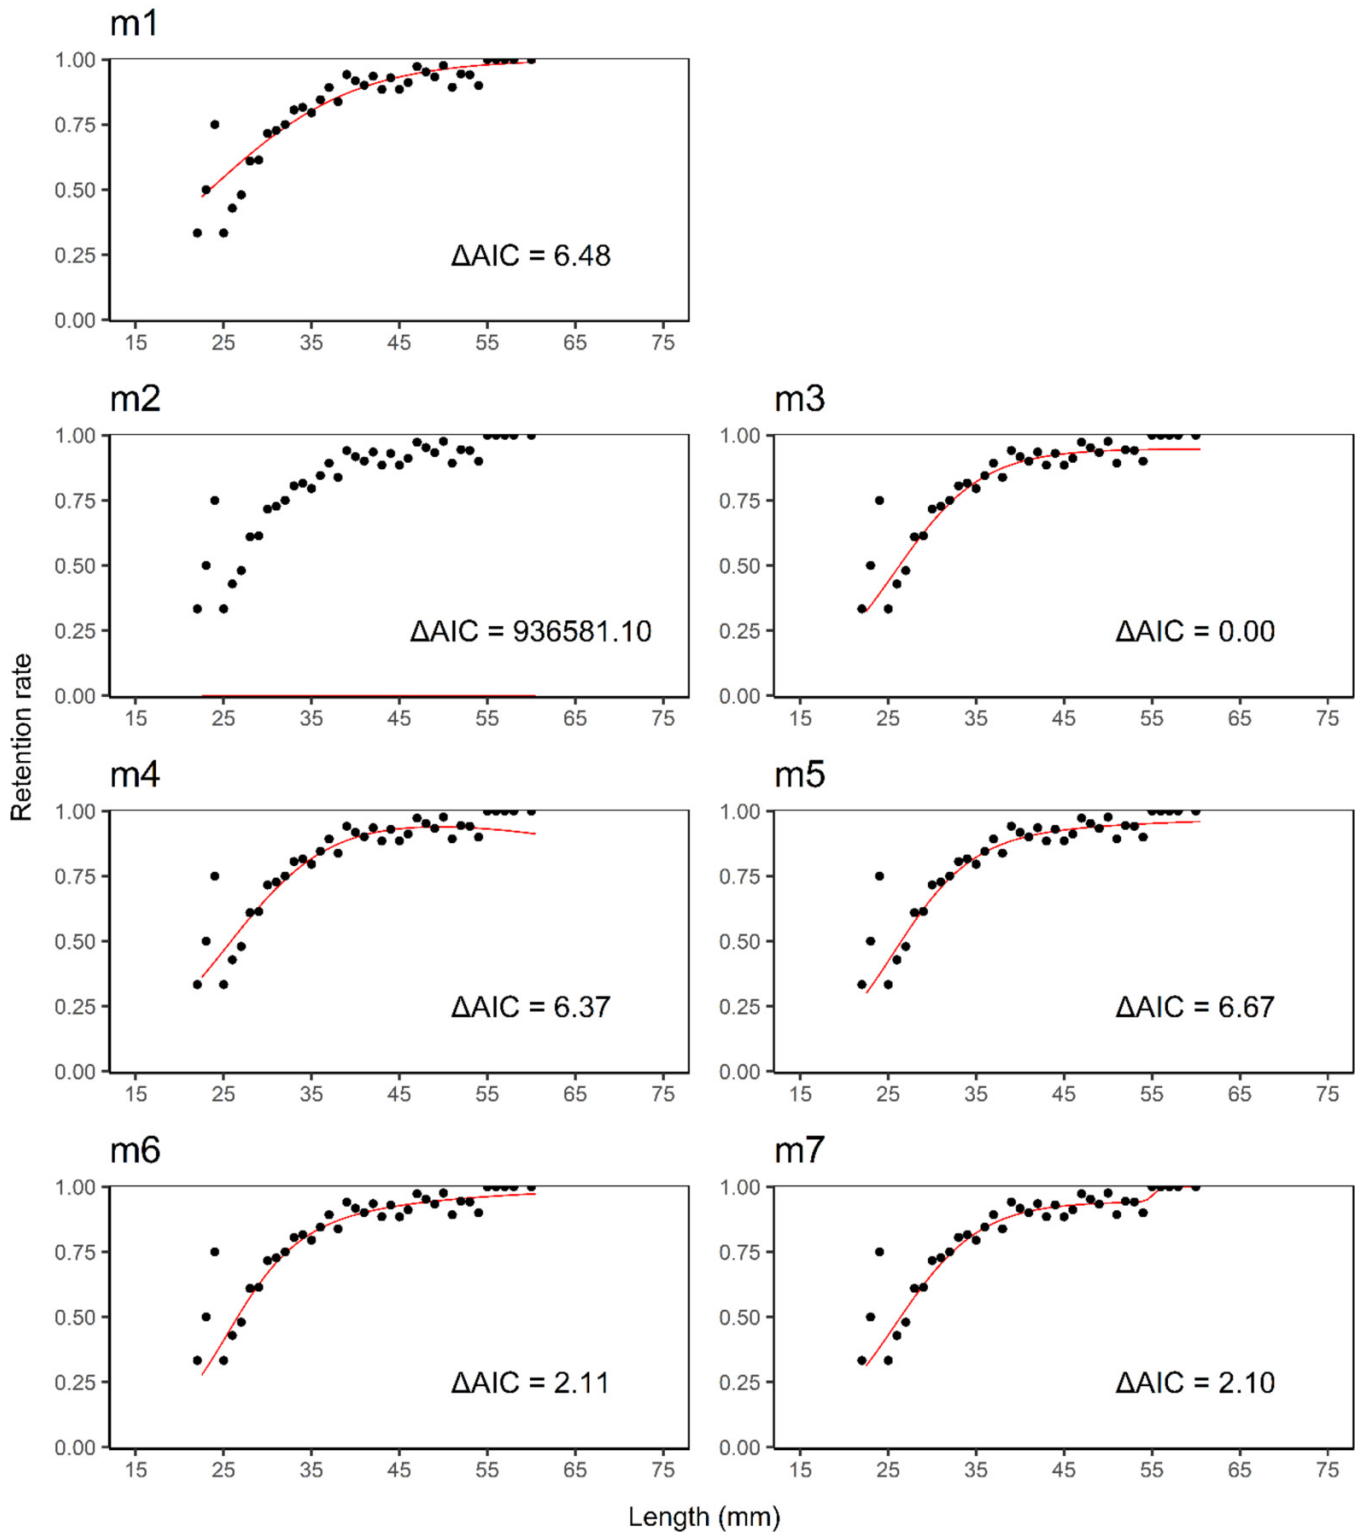 m1
1.00
0.75
0.50
0.25
0.00
ΔAIC = 6.48
15 25 35 45 55 65 75
m2
1.00
0.75
0.50
0.25
0.00
ΔAIC = 936581.10
15 25 35 45 55 65 75
m3
1.00
0.75
0.50
0.25
0.00
ΔAIC = 0.00
15 25 35 45 55 65 75
Retention rate
m4
1.00
0.75
0.50
0.25
0.00
ΔAIC = 6.37
15 25 35 45 55 65 75
m5
1.00
0.75
0.50
0.25
0.00
ΔAIC = 6.67
15 25 35 45 55 65 75
m6
1.00
0.75
0.50
0.25
0.00
ΔAIC = 2.11
15 25 35 45 55 65 75
m7
1.00
0.75
0.50
0.25
0.00
ΔAIC = 2.10
15 25 35 45 55 65 75
Length (mm)